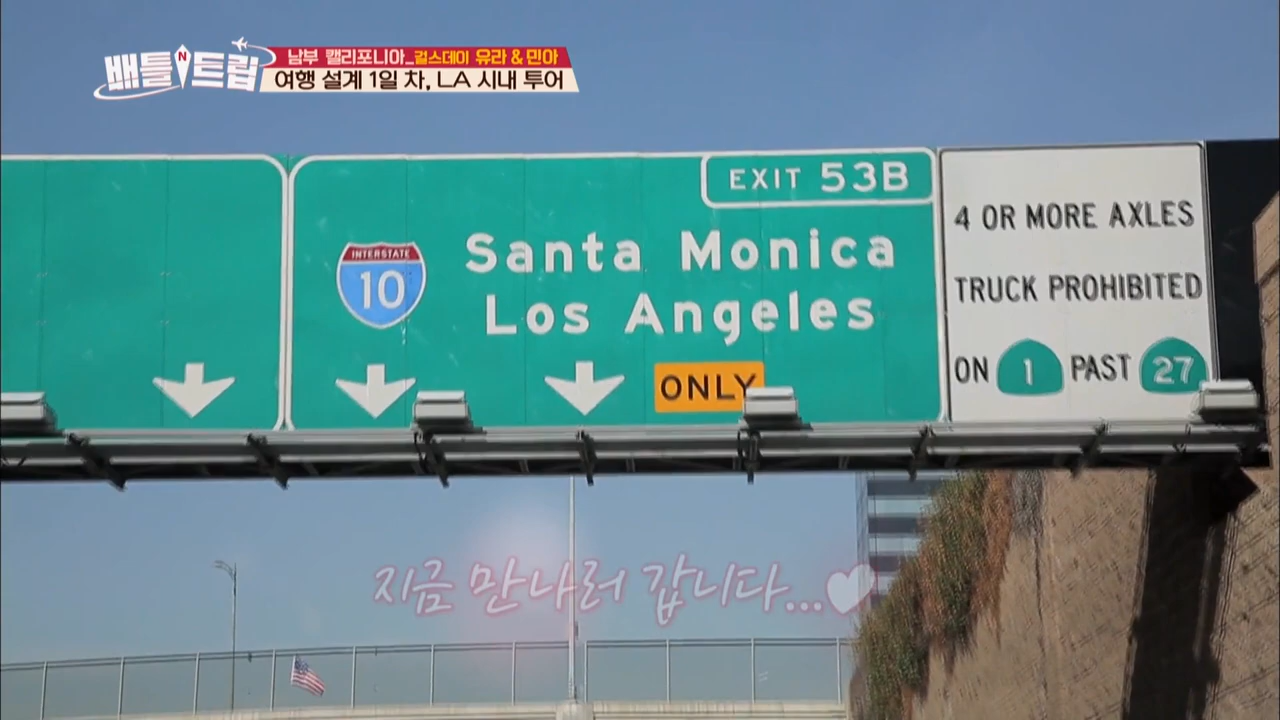 배틀트립
N
남부 캘리포니아_걸스데이 유라 & 민아
여행 설계 1일 차, LA 시내 투어
EXIT 53B
INTERSTATE
10
Santa Monica
Los Angeles
ONLY
4 OR MORE AXLES
TRUCK PROHIBITED
ON 1 PAST 27
지금 만나러 갑니다...♥